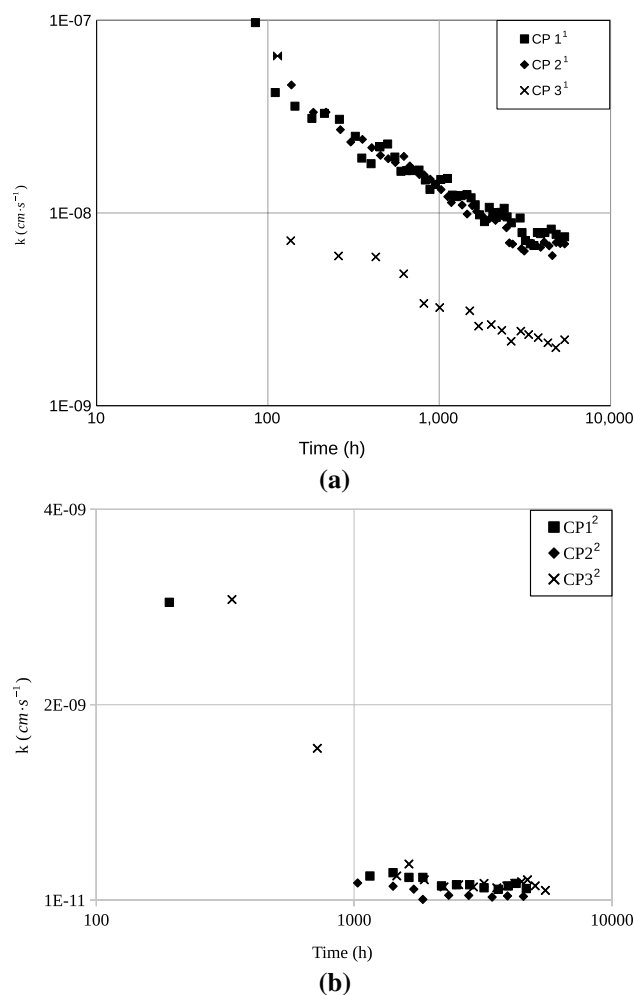 1E-07
CP 1¹
CP 2¹
CP 3¹
k (cm·s⁻¹)
1E-08
1E-09
10 100 1,000 10,000
Time (h)
(a)
4E-09
CP1²
CP2²
CP3²
k (cm·s⁻¹)
2E-09
1E-11
100 1000 10000
Time (h)
(b)